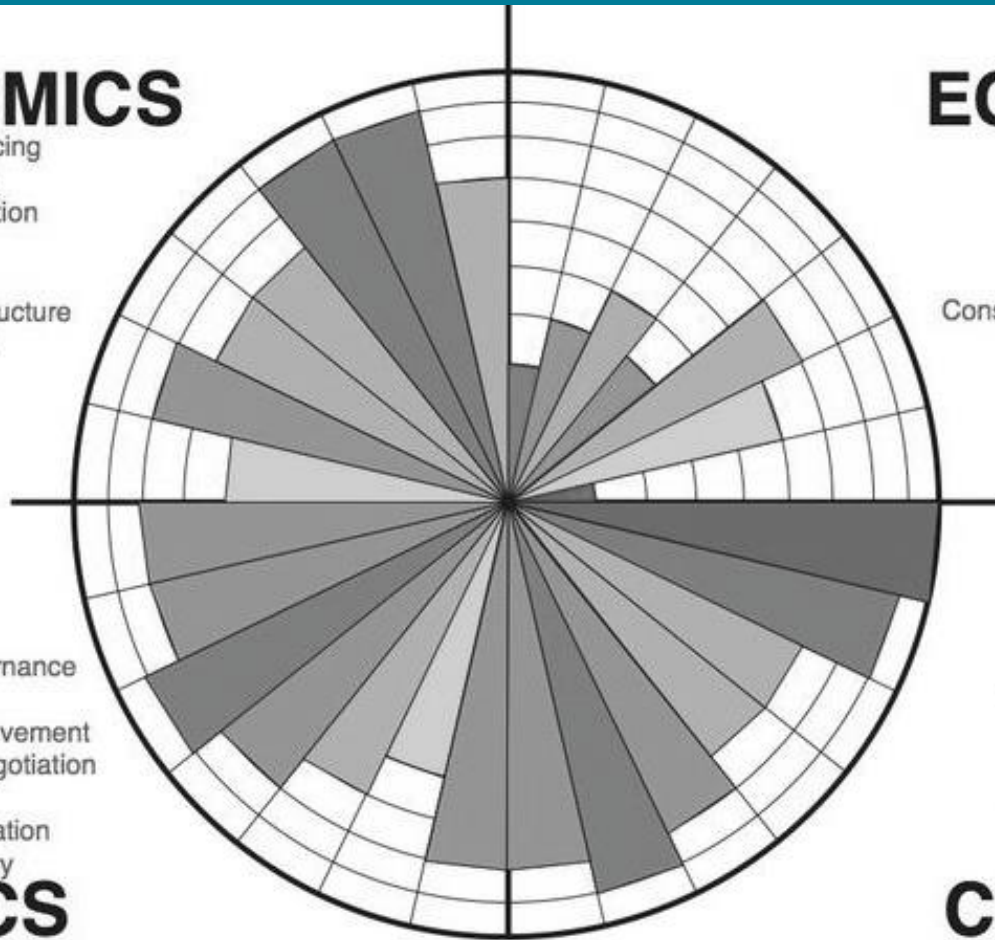 MICS
cing
tion
ucture
rnance
vement
gotiation
ation
y
CS
EC
Cons
C